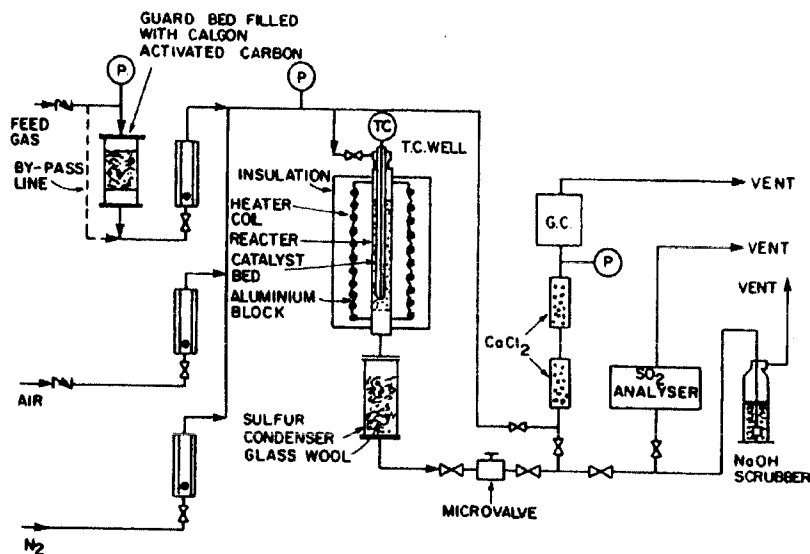 GUARD BED FILLED
WITH CALGON
ACTIVATED CARBON
P
P
FEED
GAS
BY-PASS
LINE
TC
T.C. WELL
INSULATION
HEATER
COIL
REACTER
CATALYST
BED
ALUMINIUM
BLOCK
G.C.
VENT
VENT
P
VENT
CaCl2
SO2
ANALYSER
AIR
SULFUR
CONDENSER
GLASS WOOL
NaOH
SCRUBBER
MICROVALVE
N2